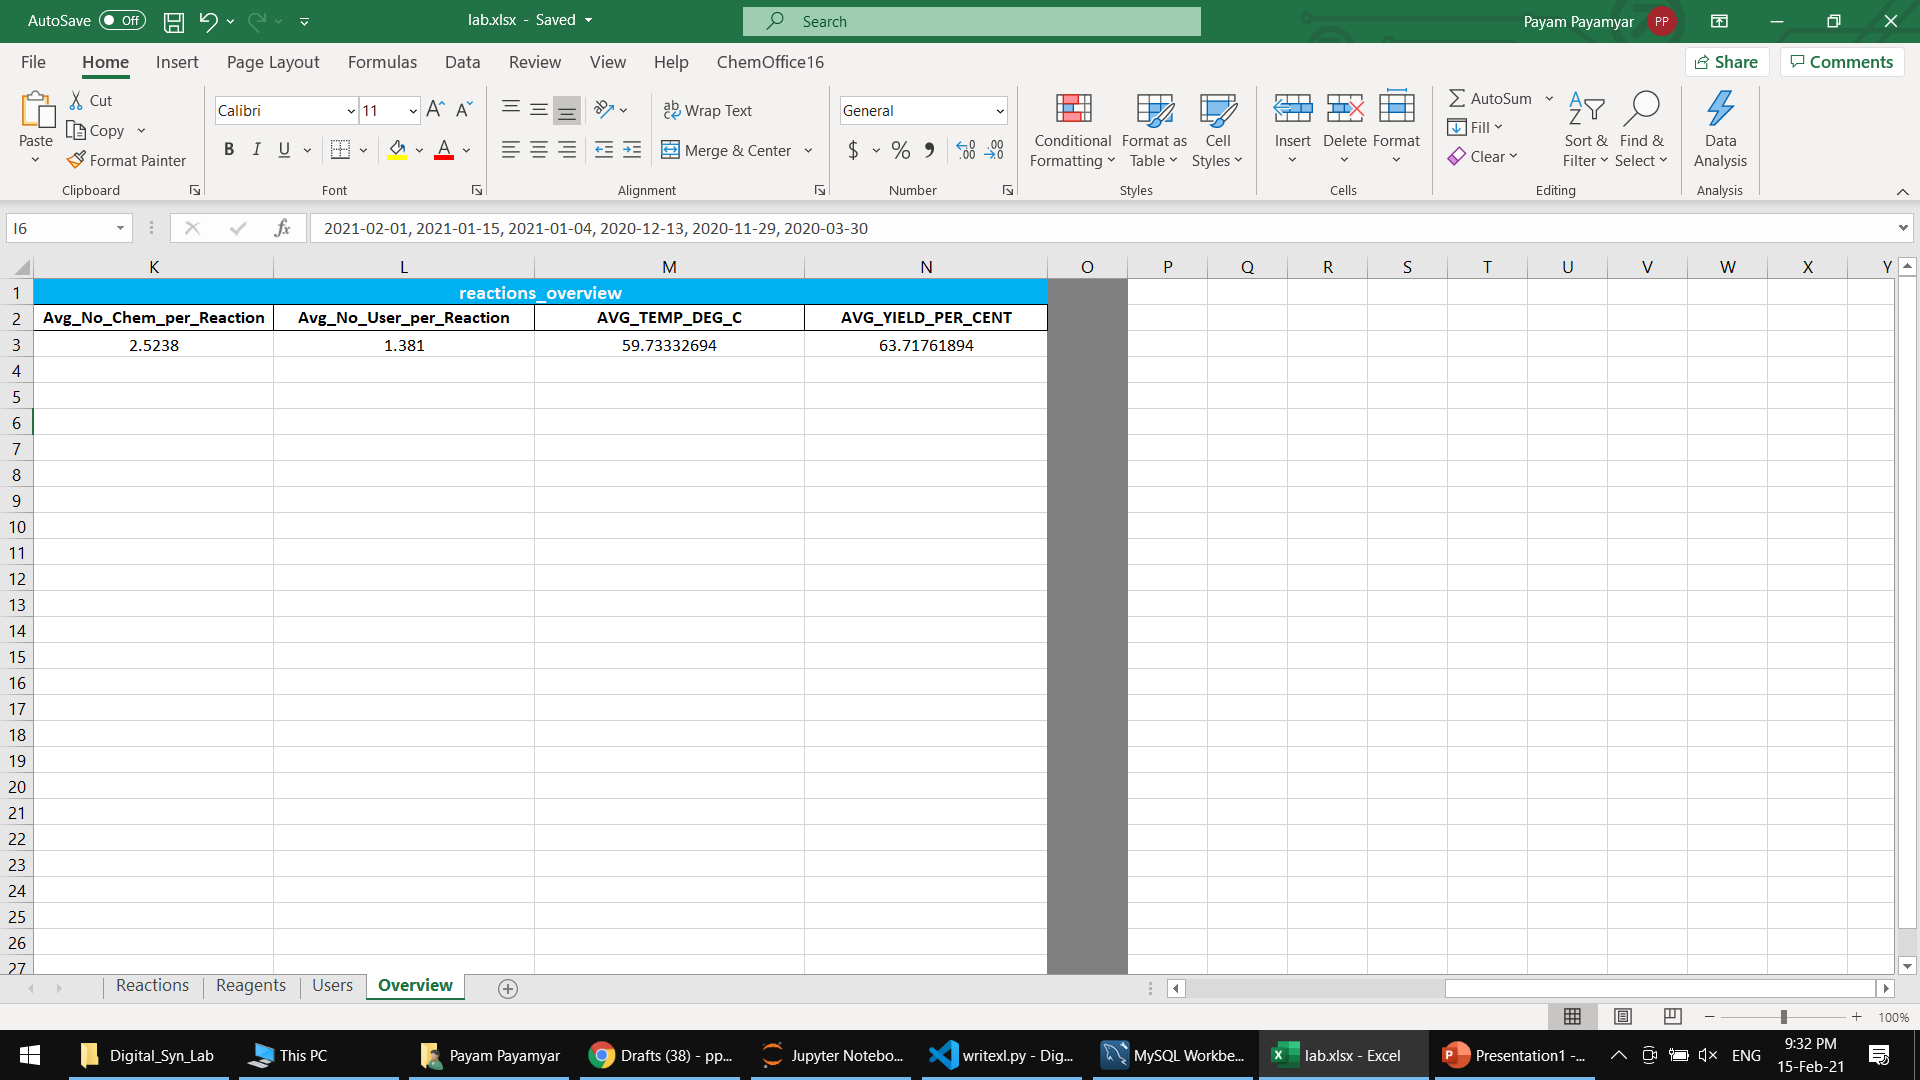 AutoSave Off lab.xlsx - Saved Search Payam Payamyar PP
File Home Insert Page Layout Formulas Data Review View Help ChemOffice16 Share Comments
Paste Cut Copy Format Painter Clipboard
Calibri 11 A A B I U A Font
Wrap Text Merge & Center Alignment
General $ % Number
Conditional Formatting Format as Table Cell Styles Styles
Insert Delete Format Cells
AutoSum Fill Clear Sort & Filter Find & Select Editing
Data Analysis Analysis
I6 fx 2021-02-01, 2021-01-15, 2021-01-04, 2020-12-13, 2020-11-29, 2020-03-30
K L M N O P Q R S T U V W X Y
1 reactions_overview
2 Avg_No_Chem_per_Reaction Avg_No_User_per_Reaction AVG_TEMP_DEG_C AVG_YIELD_PER_CENT
3 2.5238 1.381 59.73332694 63.71761894
4
5
6
7
8
9
10
11
12
13
14
15
16
17
18
19
20
21
22
23
24
25
26
27
Reactions Reagents Users Overview
100%
Digital_Syn_Lab This PC Payam Payamyar Drafts (38) - pp... Jupyter Notebo... writexl.py - Dig... MySQL Workbe... lab.xlsx - Excel Presentation1 -... ENG 9:32 PM
15-Feb-21